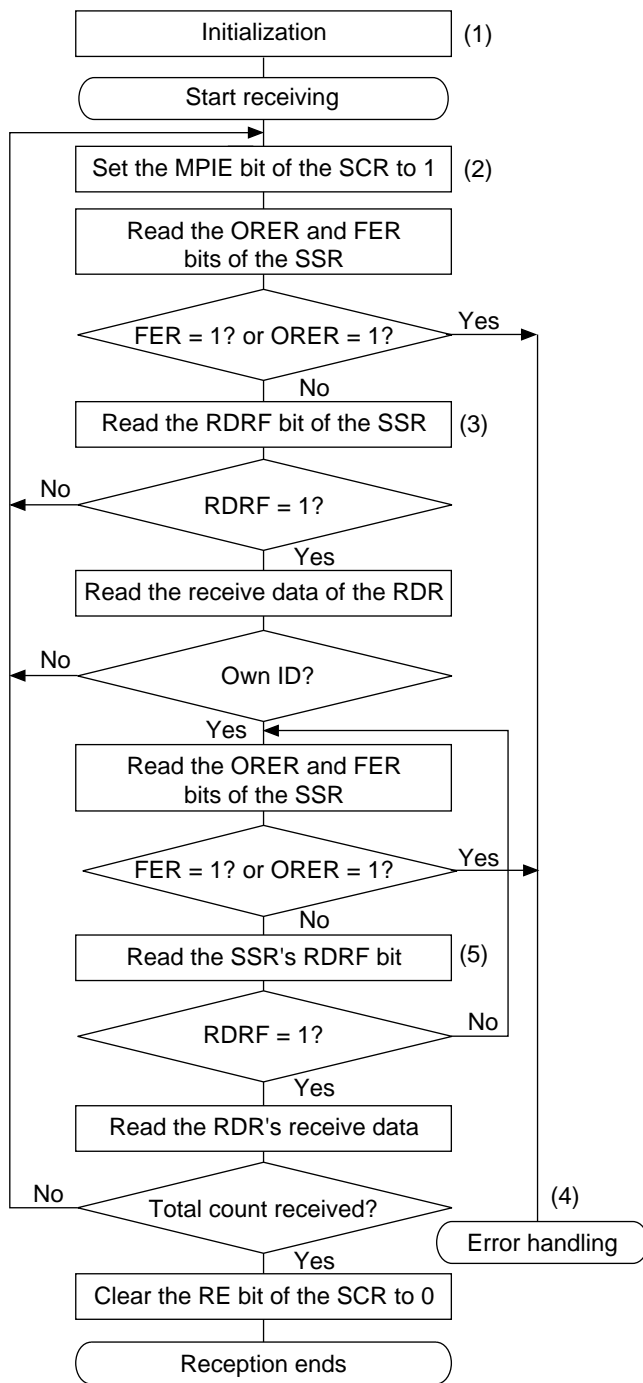 Initialization (1)
Start receiving
Set the MPIE bit of the SCR to 1 (2)
Read the ORER and FER
bits of the SSR
FER = 1? or ORER = 1? Yes
No
Read the RDRF bit of the SSR (3)
No RDRF = 1?
Yes
Read the receive data of the RDR
No Own ID?
Yes
Read the ORER and FER
bits of the SSR
FER = 1? or ORER = 1? Yes
No
Read the SSR's RDRF bit (5)
RDRF = 1? No
Yes
Read the RDR's receive data
No Total count received? (4)
Yes Error handling
Clear the RE bit of the SCR to 0
Reception ends